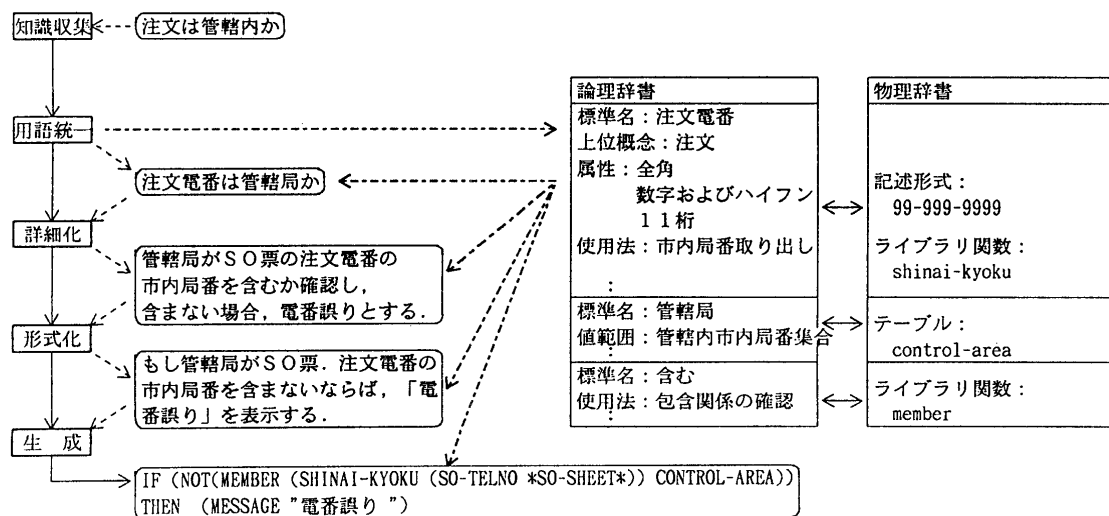 知識収集
注文は管轄内か
用語統一
注文電番は管轄局か
詳細化
管轄局がSO票の注文電番の
市内局番を含むか確認し,
含まない場合, 電番誤りとする.
形式化
もし管轄局がSO票. 注文電番の
市内局番を含まないならば, 「電
番誤り」を表示する.
生 成
IF (NOT(MEMBER (SHINAI-KYOKU (SO-TELNO *SO-SHEET*)) CONTROL-AREA))
THEN (MESSAGE "電番誤り ")
論理辞書
標準名:注文電番
上位概念:注文
属性:全角
数字およびハイフン
11桁
使用法:市内局番取り出し
:
標準名:管轄局
値範囲:管轄内市内局番集合
:
標準名:含む
使用法:包含関係の確認
:
物理辞書
記述形式:
99-999-9999
ライブラリ関数:
shinai-kyoku
テーブル:
control-area
ライブラリ関数:
member